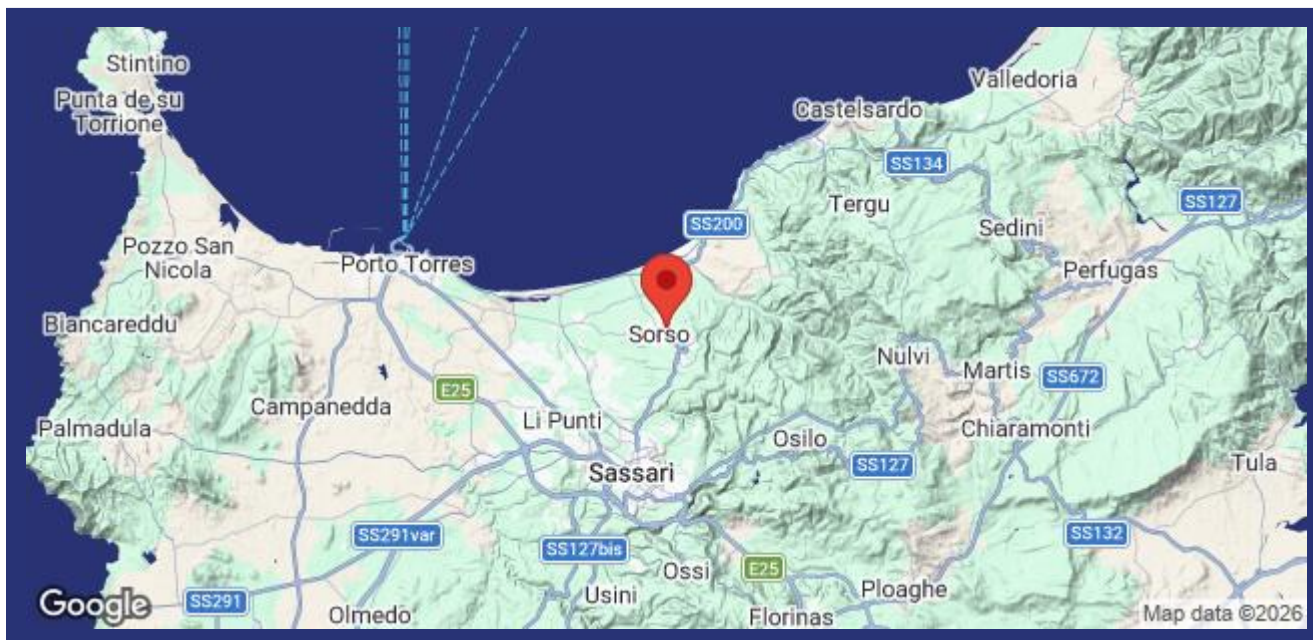 Stintino
Valledoria
Punta de su
Torrione
Castelsardo
SS134
SS127
Tergu
SS200
Sedini
Pozzo San
Nicola
Porto Torres
Perfugas
Biancareddu
Sorso
Nulvi
Martis
SS672
E25
Campanedda
Li Punti
Palmadula
Osilo
Chiaramonti
Sassari
SS127
Tula
SS291var
SS127bis
SS132
Ossi
E25
Ploaghe
Usini
SS291
Olmedo
Florinas
Google
Map data ©2026